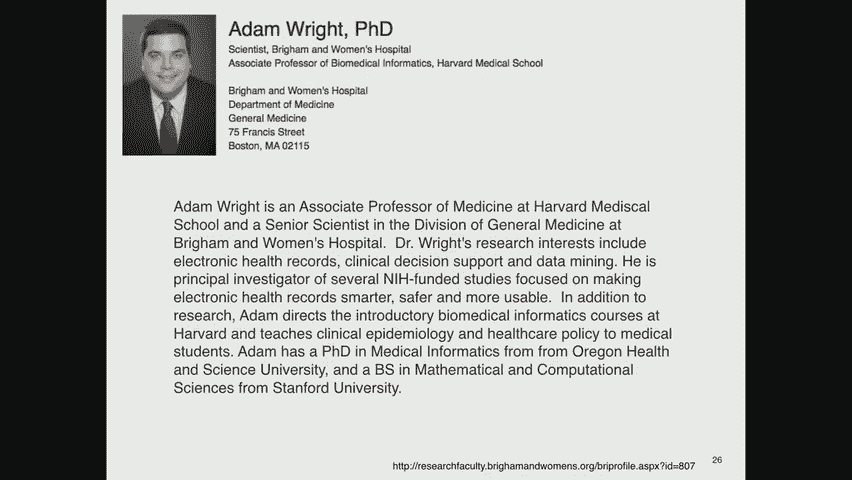 Adam Wright, PhD
Scientist, Brigham and Women's Hospital
Associate Professor of Biomedical Informatics, Harvard Medical School
Brigham and Women's Hospital
Department of Medicine
General Medicine
75 Francis Street
Boston, MA 02115
Adam Wright is an Associate Professor of Medicine at Harvard Mediscal
School and a Senior Scientist in the Division of General Medicine at
Brigham and Women's Hospital.  Dr. Wright's research interests include
electronic health records, clinical decision support and data mining. He is
principal investigator of several NIH-funded studies focused on making
electronic health records smarter, safer and more usable.  In addition to
research, Adam directs the introductory biomedical informatics courses at
Harvard and teaches clinical epidemiology and healthcare policy to medical
students. Adam has a PhD in Medical Informatics from from Oregon Health
and Science University, and a BS in Mathematical and Computational
Sciences from Stanford University.
http://researchfaculty.brighamandwomens.org/briprofile.aspx?id=807
26